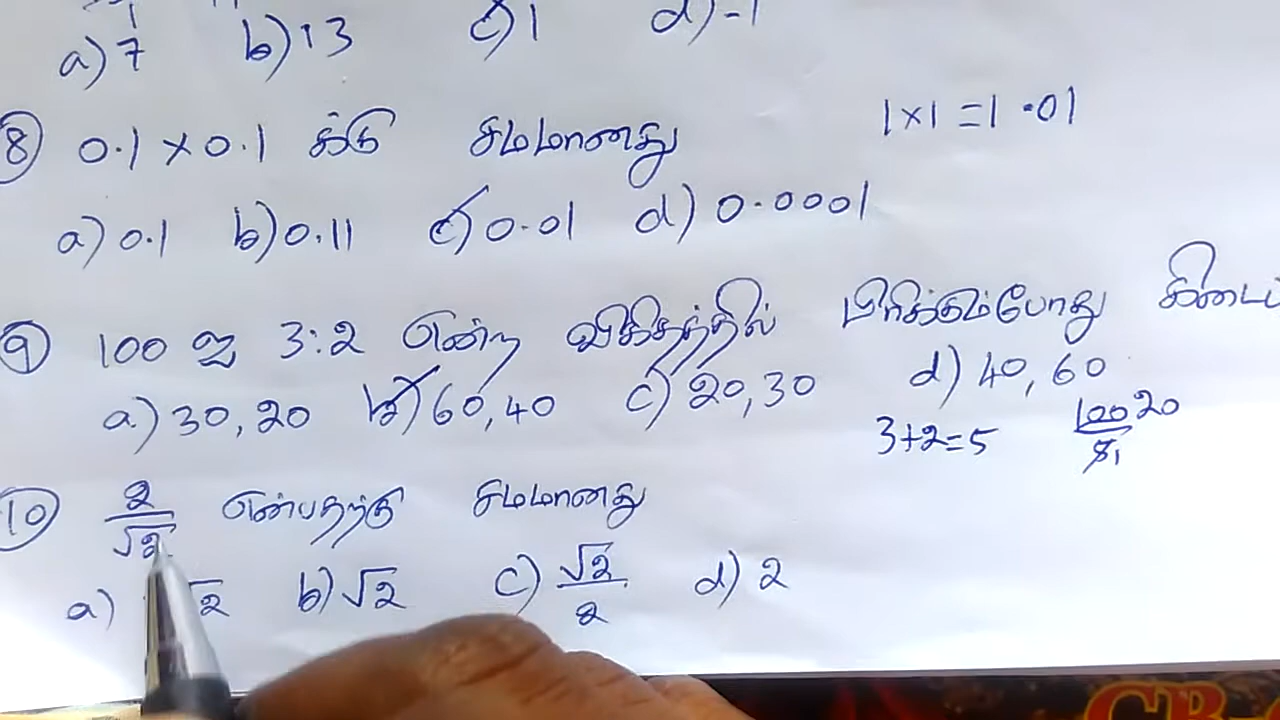 a) 7 b) 13 c) 1 d) -1
8 0.1 x 0.1 க்கு சமமானது 1x1 =1 .01
a) 0.1 b) 0.11 c) 0.01 d) 0.0001
9 100 ஐ 3:2 என்ற விகிதத்தில் பிரிக்கும்போது
a) 30, 20 b) 60, 40 c) 20, 30 d) 40, 60
3+2=5 100/5 1 20
10 2/√2 என்பதற்கு சமமானது
a) √2 b) √2 c) √2/2 d) 2